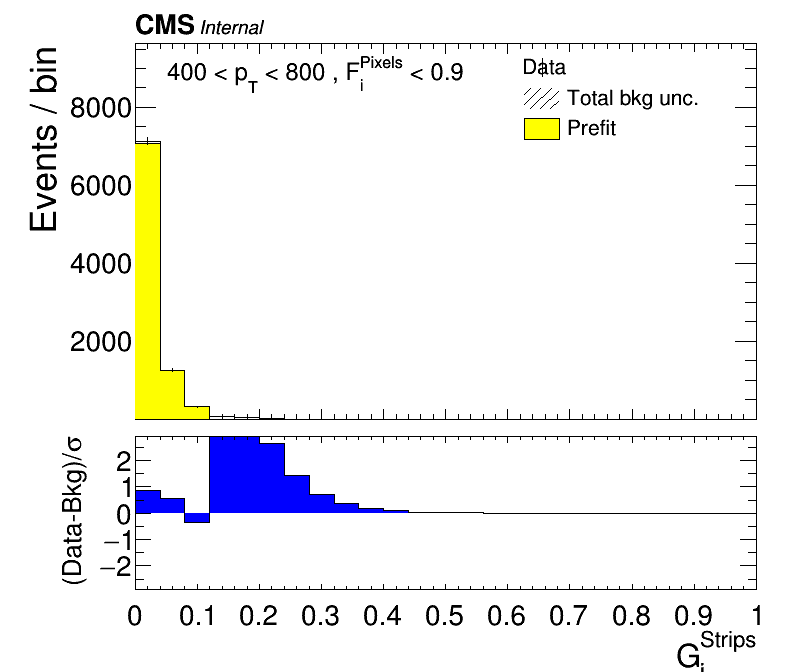 CMS Internal
400 < p_T < 800 , F_i^Pixels < 0.9
Data
Total bkg unc.
Prefit
Events / bin
8000
6000
4000
2000
(Data-Bkg)/σ
2
1
0
−1
−2
0 0.1 0.2 0.3 0.4 0.5 0.6 0.7 0.8 0.9 1
G_i^Strips